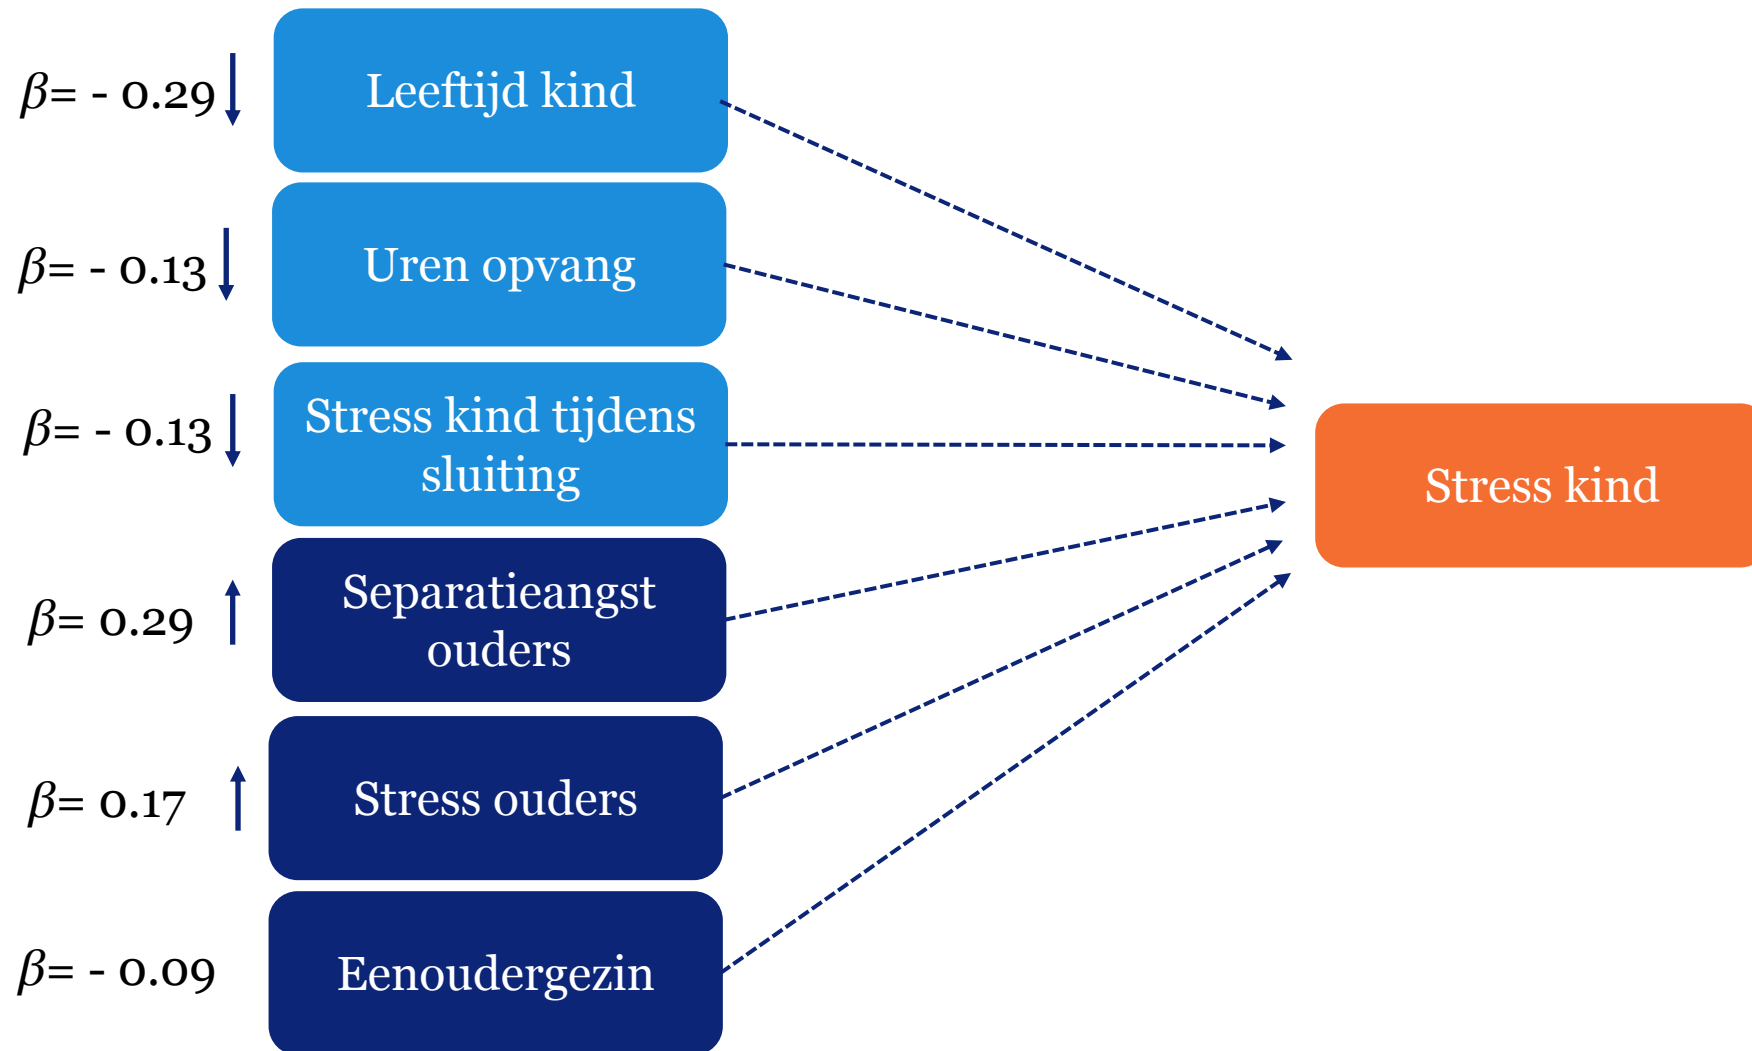 β= - 0.29
Leeftijd kind
β= - 0.13
Uren opvang
β= - 0.13
Stress kind tijdens
sluiting
β= 0.29
Separatieangst
ouders
β= 0.17
Stress ouders
β= - 0.09
Eenoudergezin
Stress kind